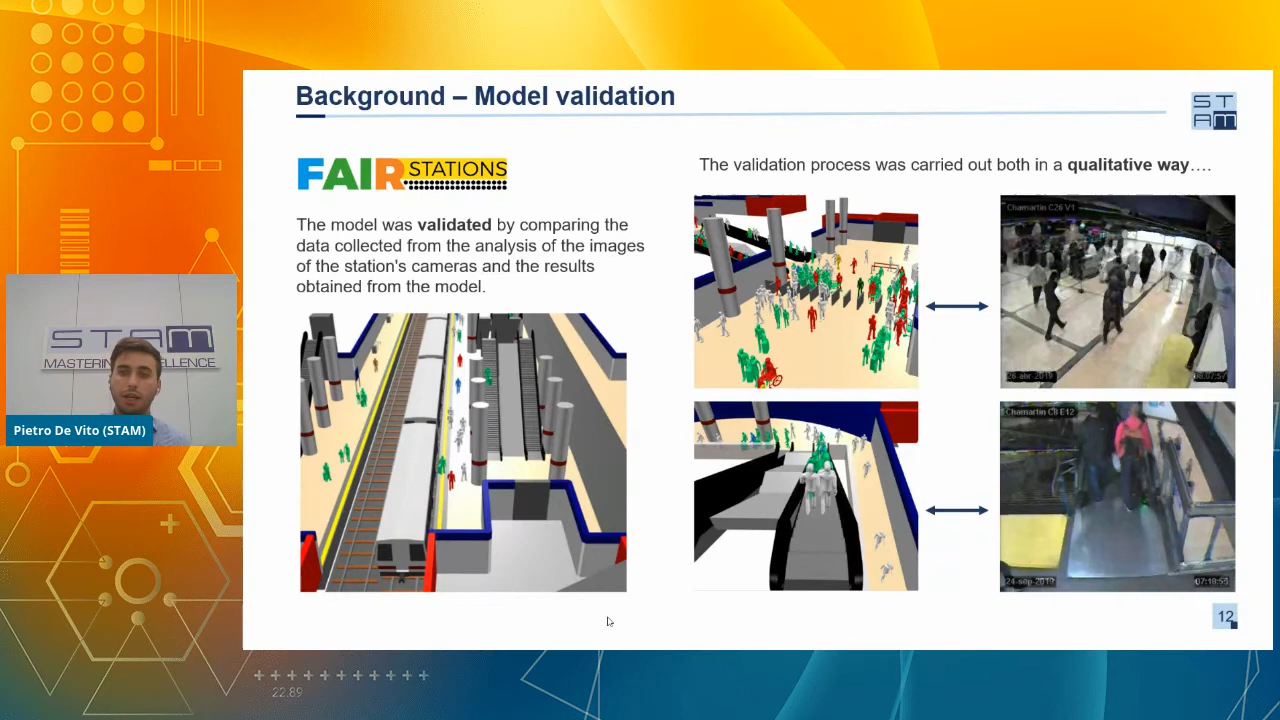 Background – Model validation
ST
AM
FAIR STATIONS
The model was validated by comparing the
data collected from the analysis of the images
of the station's cameras and the results
obtained from the model.
The validation process was carried out both in a qualitative way….
Chamartin C26 V1
26-abr-2019
Chamartin C8 E12
24-sep-2019
07:18:55
12
STAM
MASTERIN ELLENCE
Pietro De Vito (STAM)
22.89